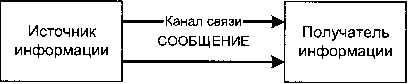 Источник
информации
Канал связи
СООБЩЕНИЕ
Получатель
информации